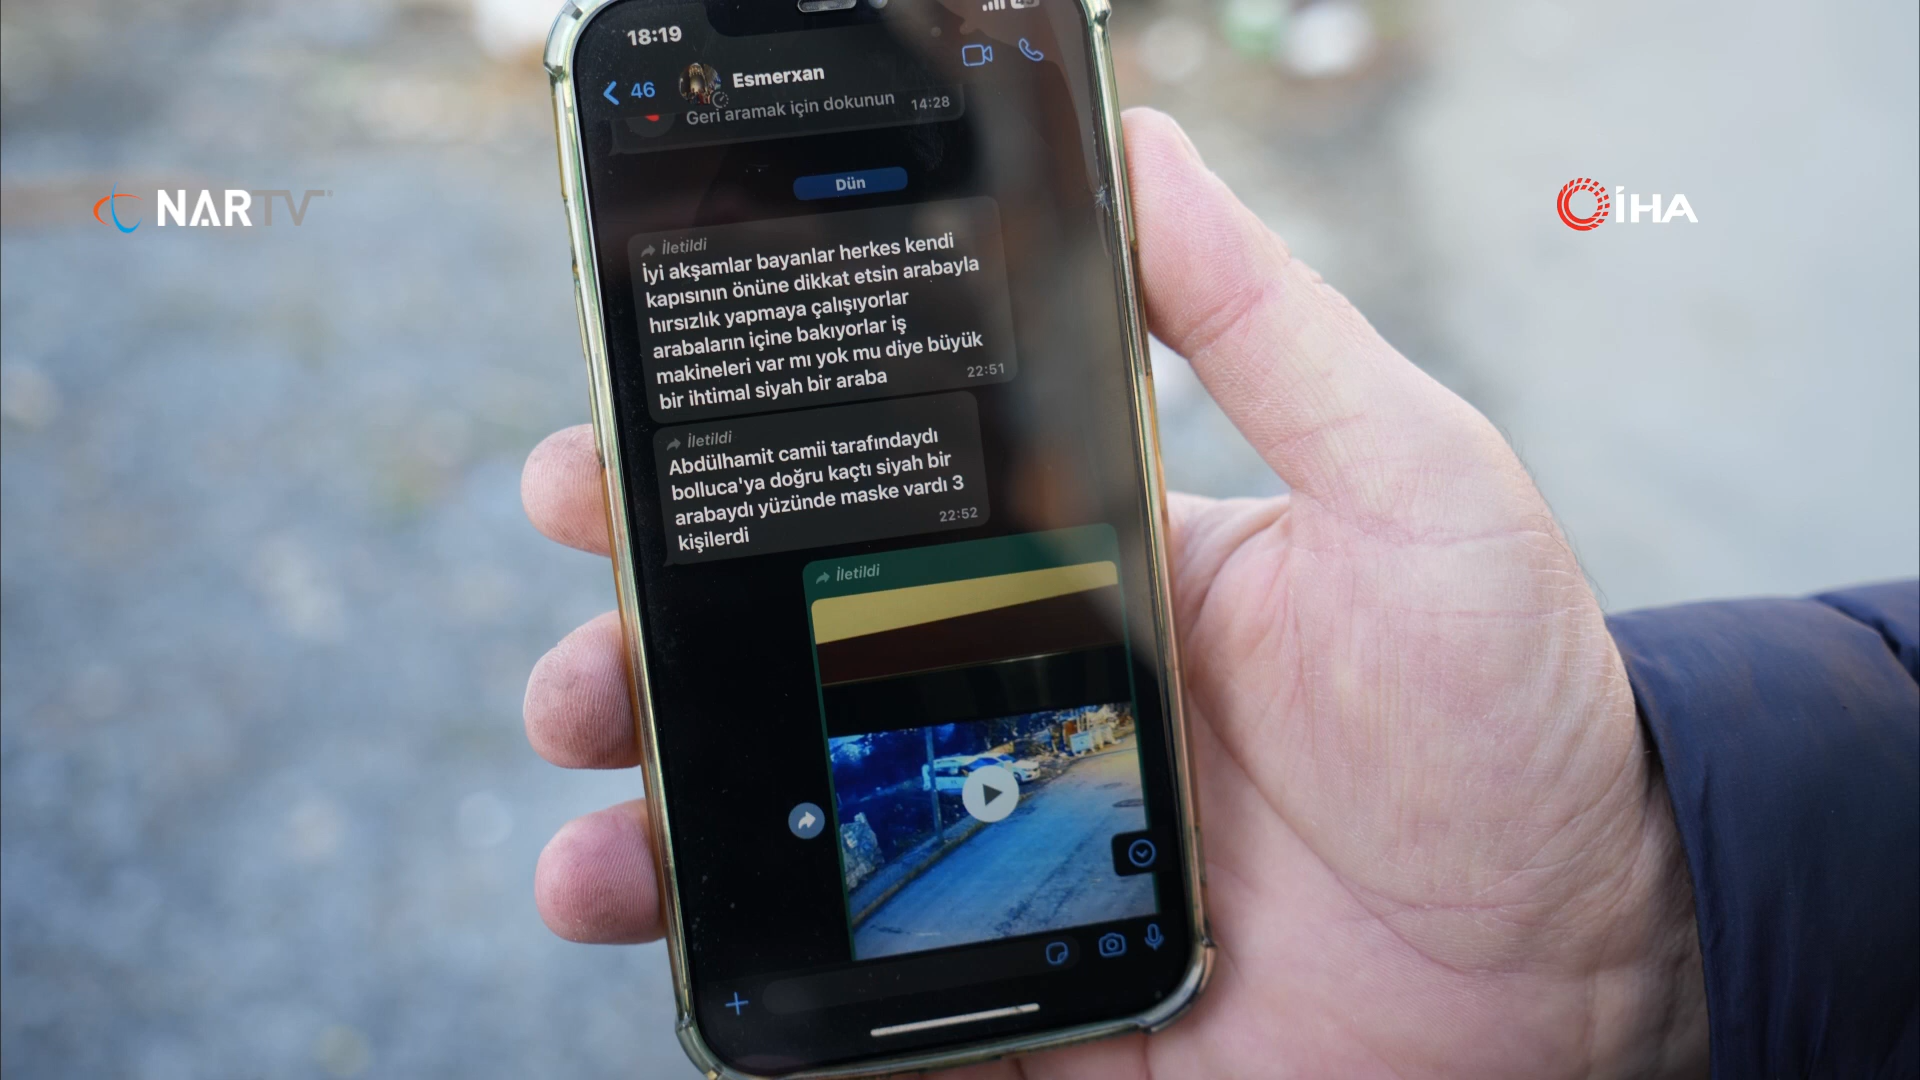 18:19
46
Esmerxan
Geri aramak için dokunun 14:28
NARTV
İHA
Dün
İletildi
İyi akşamlar bayanlar herkes kendi
kapısının önüne dikkat etsin arabayla
hırsızlık yapmaya çalışıyorlar
arabaların içine bakıyorlar iş
makineleri var mı yok mu diye büyük
bir ihtimal siyah bir araba 22:51
İletildi
Abdülhamit camii tarafındaydı
bolluca'ya doğru kaçtı siyah bir
arabaydı yüzünde maske vardı 3
kişilerdi 22:52
İletildi